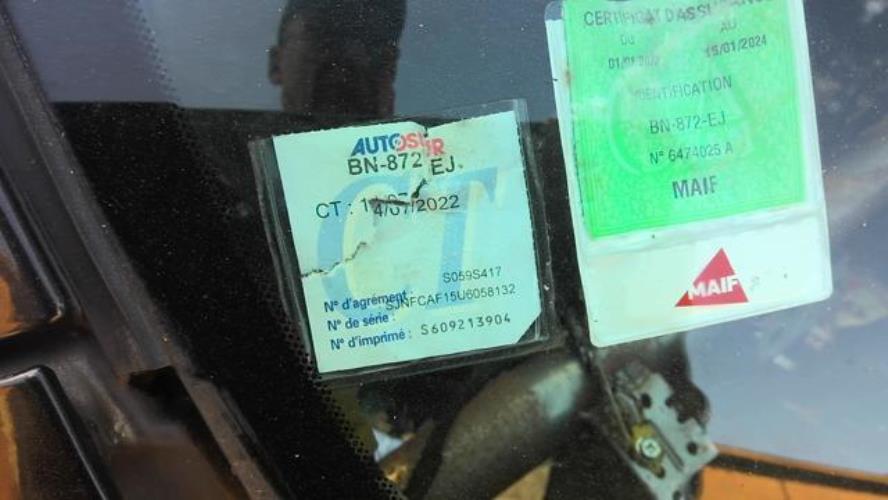 AUTOSUR
BN-872 EJ
CT : 14/07/2022
N° d'agrément : S059S417
N° de série : SJNFCAF15U6058132
N° d'imprimé : S609213904
CERTIFICAT D'ASSURANCE
DU AU
15/01/2024
IDENTIFICATION
BN-872-EJ
N° 6474025 A
MAIF
MAIF